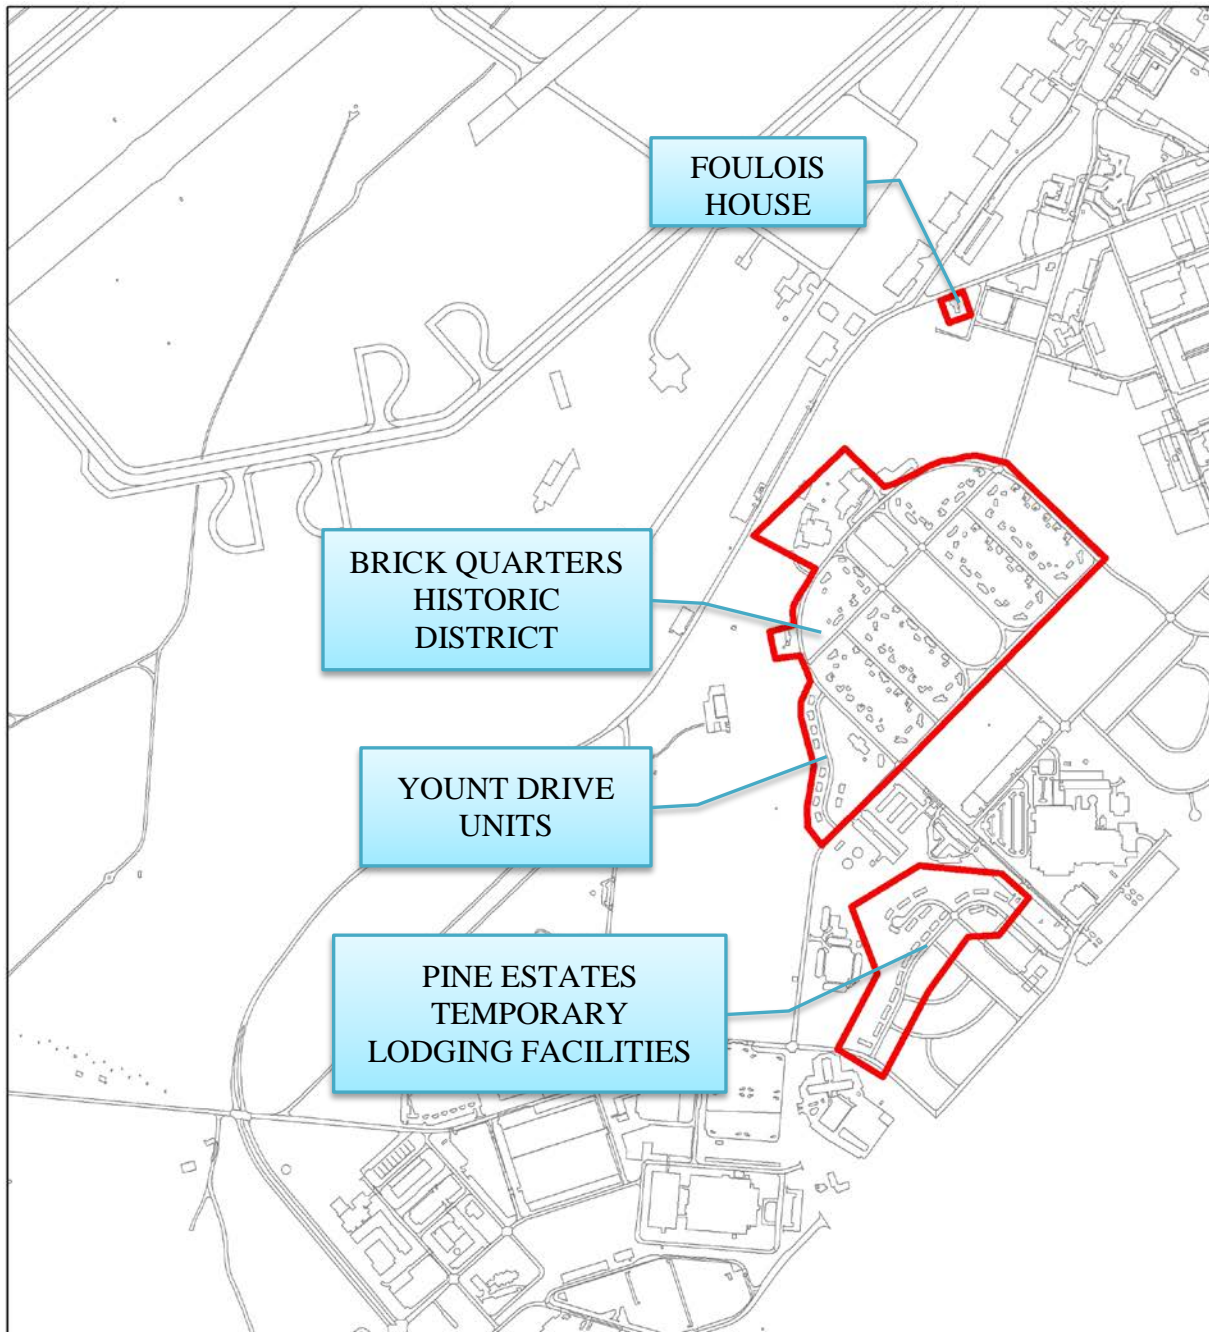 FOULOIS
HOUSE
BRICK QUARTERS
HISTORIC
DISTRICT
YOUNT DRIVE
UNITS
PINE ESTATES
TEMPORARY
LODGING FACILITIES